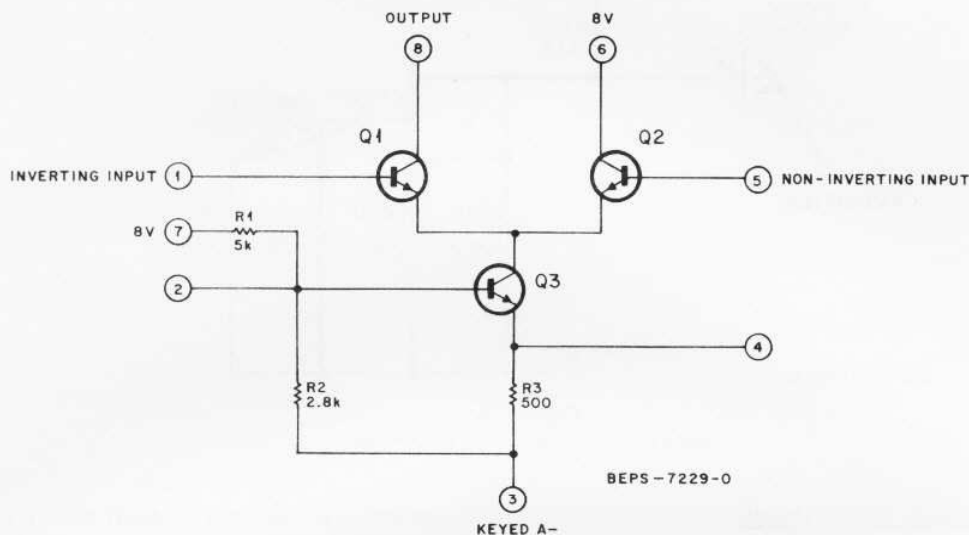 OUTPUT
8V
8
6
Q1
Q2
INVERTING INPUT 1
5 NON-INVERTING INPUT
R1
8V 7
5k
Q3
2
4
R2
2.8k
R3
500
BEPS-7229-0
3
KEYED A-